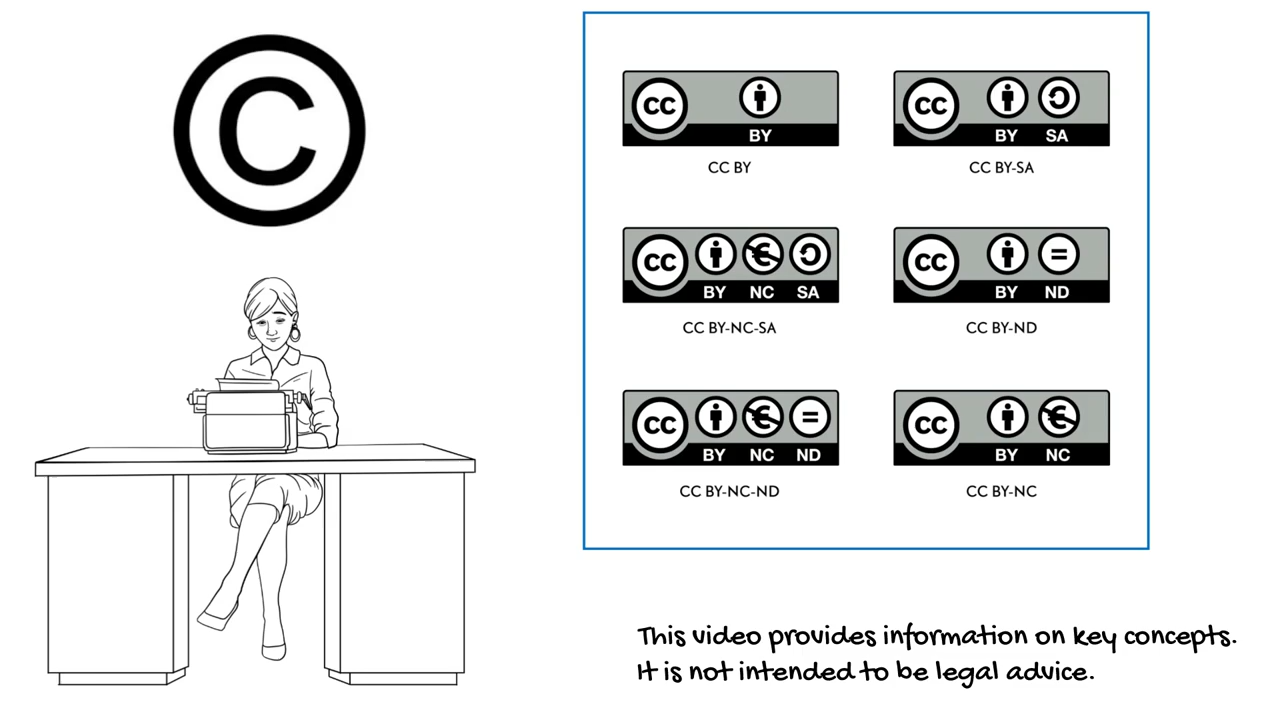 C
CC BY
CC BY SA
CC BY
CC BY-SA
CC BY NC SA
CC BY ND
CC BY-NC-SA
CC BY-ND
CC BY NC ND
CC BY NC
CC BY-NC-ND
CC BY-NC
This video provides information on key concepts.
It is not intended to be legal advice.